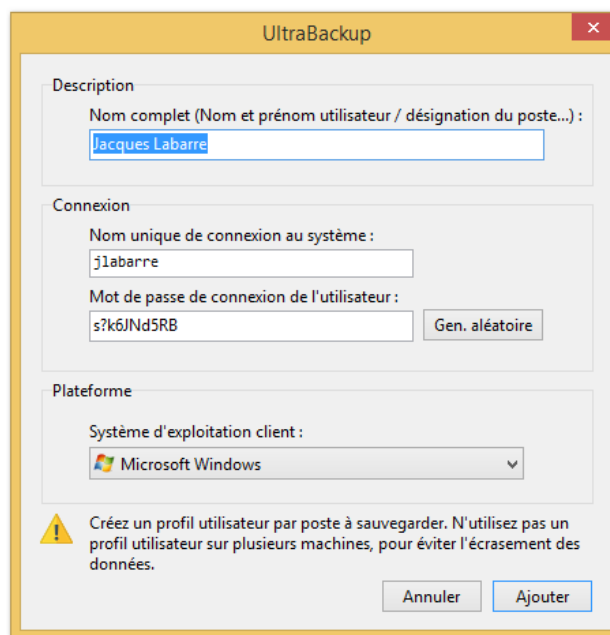 UltraBackup
Description
Nom complet (Nom et prénom utilisateur / désignation du poste...) :
Jacques Labarre
Connexion
Nom unique de connexion au système :
jlabarre
Mot de passe de connexion de l'utilisateur :
s?k6JNd5RB
Gen. aléatoire
Plateforme
Système d'exploitation client :
Microsoft Windows
Créez un profil utilisateur par poste à sauvegarder. N'utilisez pas un
profil utilisateur sur plusieurs machines, pour éviter l'écrasement des
données.
Annuler
Ajouter